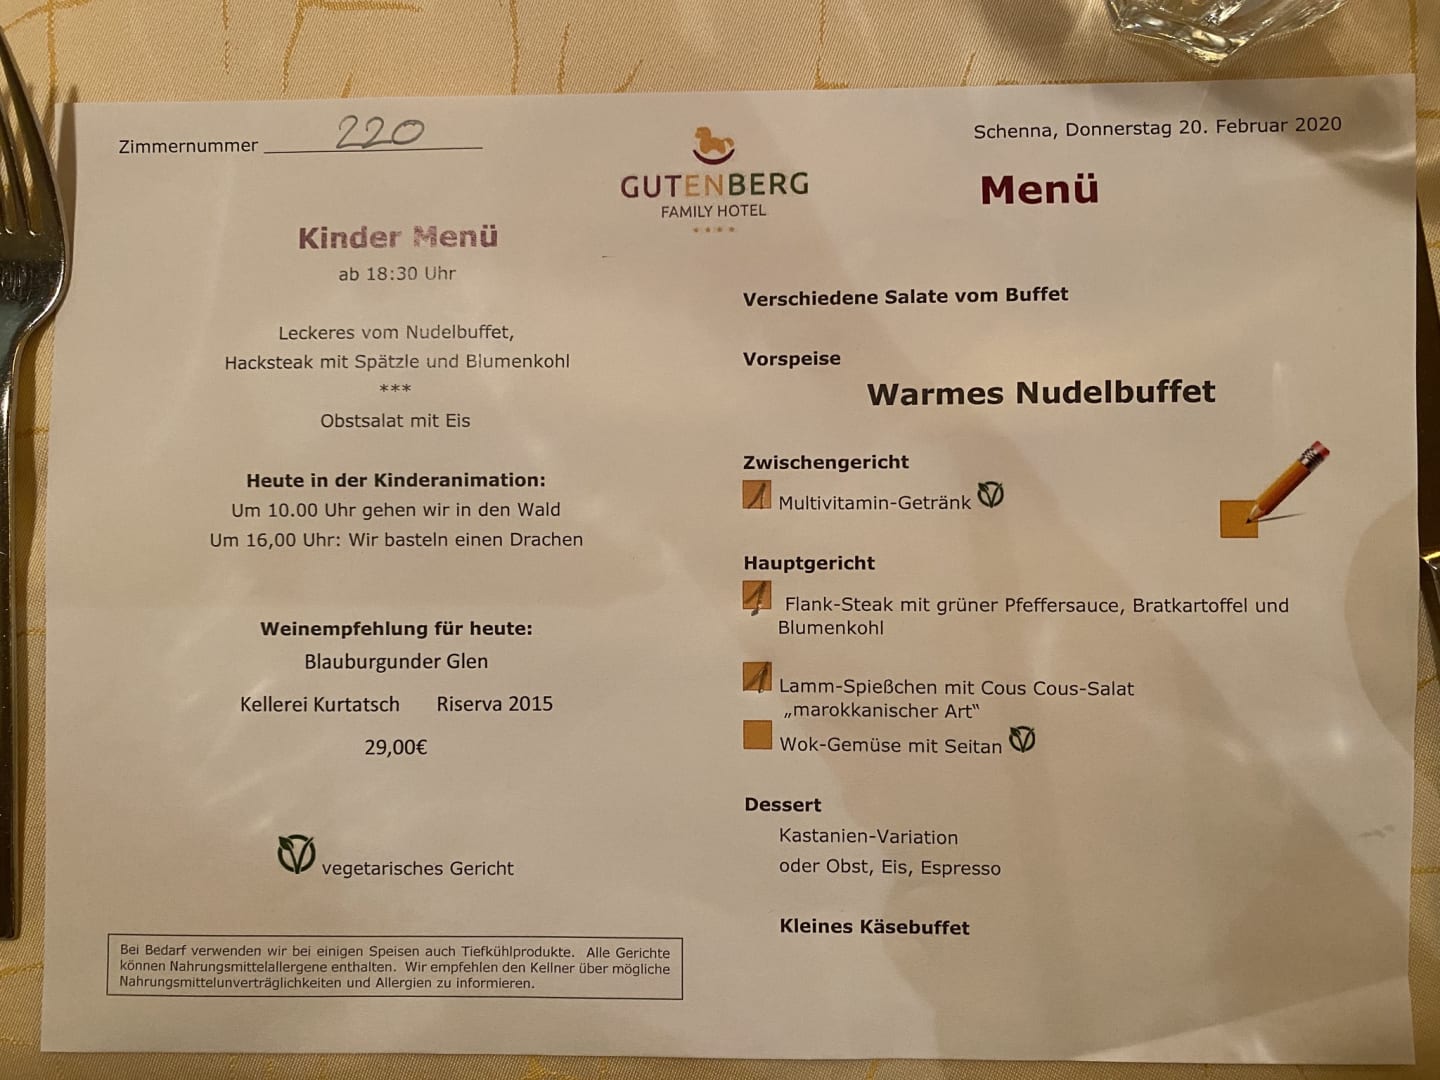 Zimmernummer 220
GUTENBERG
FAMILY HOTEL
Schenna, Donnerstag 20. Februar 2020
Kinder Menü
ab 18:30 Uhr
Leckeres vom Nudelbuffet,
Hacksteak mit Spätzle und Blumenkohl
***
Obstsalat mit Eis
Heute in der Kinderanimation:
Um 10.00 Uhr gehen wir in den Wald
Um 16,00 Uhr: Wir basteln einen Drachen
Weinempfehlung für heute:
Blauburgunder Glen
Kellerei Kurtatsch Riserva 2015
29,00€
vegetarisches Gericht
Bei Bedarf verwenden wir bei einigen Speisen auch Tiefkühlprodukte. Alle Gerichte
können Nahrungsmittelallergene enthalten. Wir empfehlen den Kellner über mögliche
Nahrungsmittelunverträglichkeiten und Allergien zu informieren.
Menü
Verschiedene Salate vom Buffet
Vorspeise
Warmes Nudelbuffet
Zwischengericht
1 Multivitamin-Getränk
Hauptgericht
1 Flank-Steak mit grüner Pfeffersauce, Bratkartoffel und
Blumenkohl
1 Lamm-Spießchen mit Cous Cous-Salat
„marokkanischer Art“
Wok-Gemüse mit Seitan
Dessert
Kastanien-Variation
oder Obst, Eis, Espresso
Kleines Käsebuffet